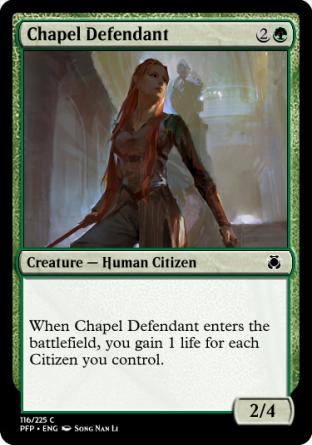 Chapel Defendant 2
Creature — Human Citizen
When Chapel Defendant enters the
battlefield, you gain 1 life for each
Citizen you control.
2/4
116/225 C
PFP • ENG Song Nan Li